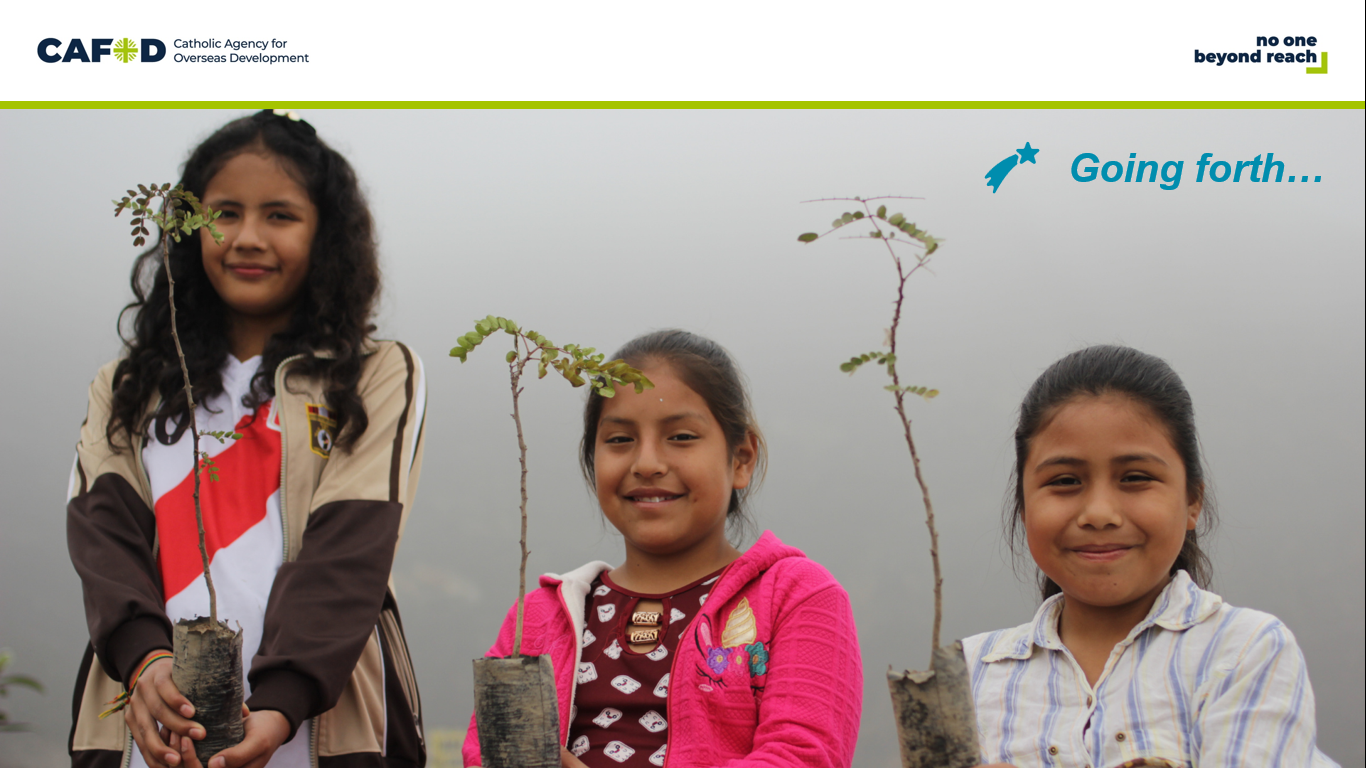 CAFOD
Catholic Agency for
Overseas Development
no one
beyond reach
Going forth...